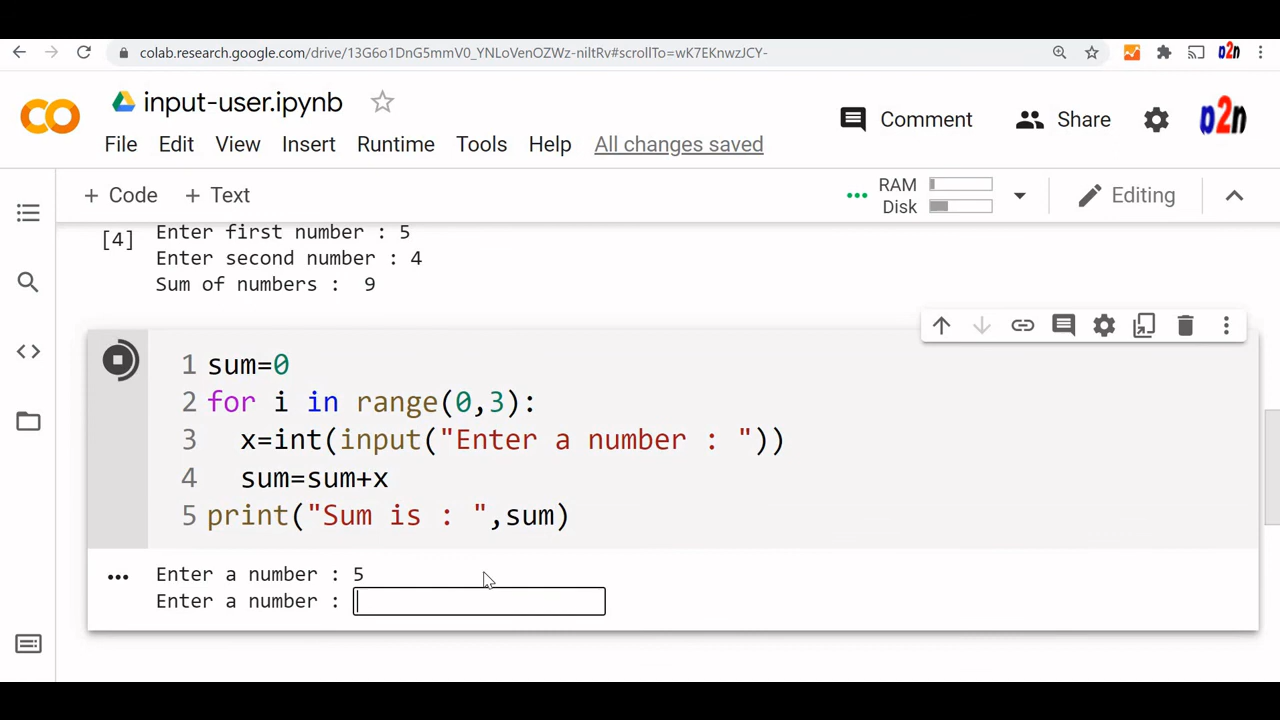 colab.research.google.com/drive/13G6o1DnG5mmV0_YNLoVenOZWz-niltRv#scrollTo=wK7EKnwzJCY-
input-user.ipynb
Comment
Share
o2n
File Edit View Insert Runtime Tools Help All changes saved
+ Code + Text
RAM
Disk
Editing
[4]
Enter first number : 5
Enter second number : 4
Sum of numbers :  9
1 sum=0
2 for i in range(0,3):
3   x=int(input("Enter a number : "))
4   sum=sum+x
5 print("Sum is : ",sum)
Enter a number : 5
Enter a number :